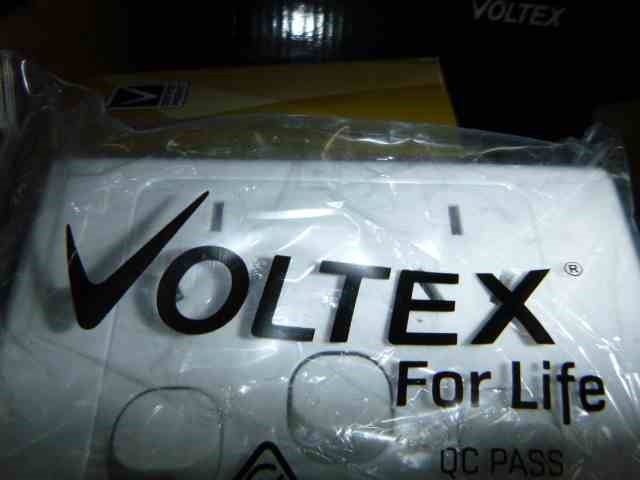 VOLTEX
VOLTEX®
For Life
QC PASS